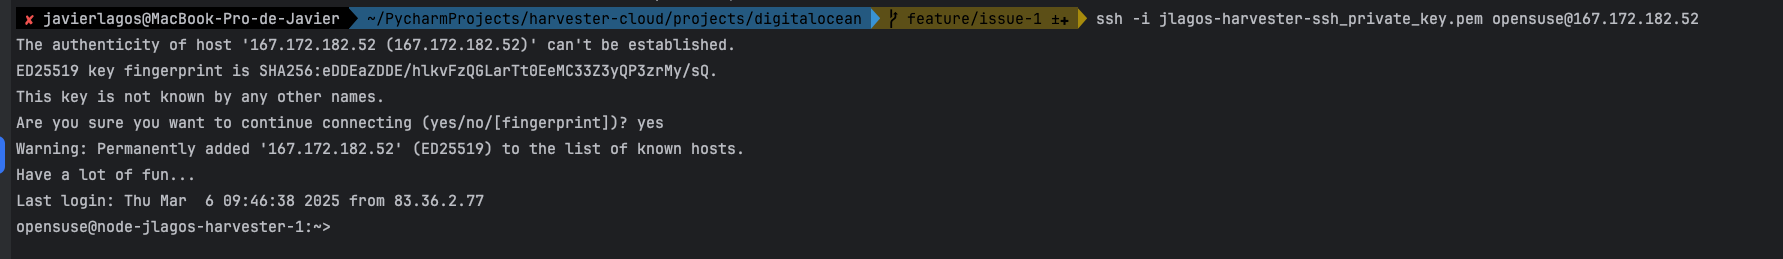 ✘ javierlagos@MacBook-Pro-de-Javier ~/PycharmProjects/harvester-cloud/projects/digitalocean feature/issue-1 ±✚ ssh -i jlagos-harvester-ssh_private_key.pem opensuse@167.172.182.52
The authenticity of host '167.172.182.52 (167.172.182.52)' can't be established.
ED25519 key fingerprint is SHA256:eDDEaZDDE/hlkvFzQGLarTt0EeMC33Z3yQP3zrMy/sQ.
This key is not known by any other names.
Are you sure you want to continue connecting (yes/no/[fingerprint])? yes
Warning: Permanently added '167.172.182.52' (ED25519) to the list of known hosts.
Have a lot of fun...
Last login: Thu Mar  6 09:46:38 2025 from 83.36.2.77
opensuse@node-jlagos-harvester-1:~>